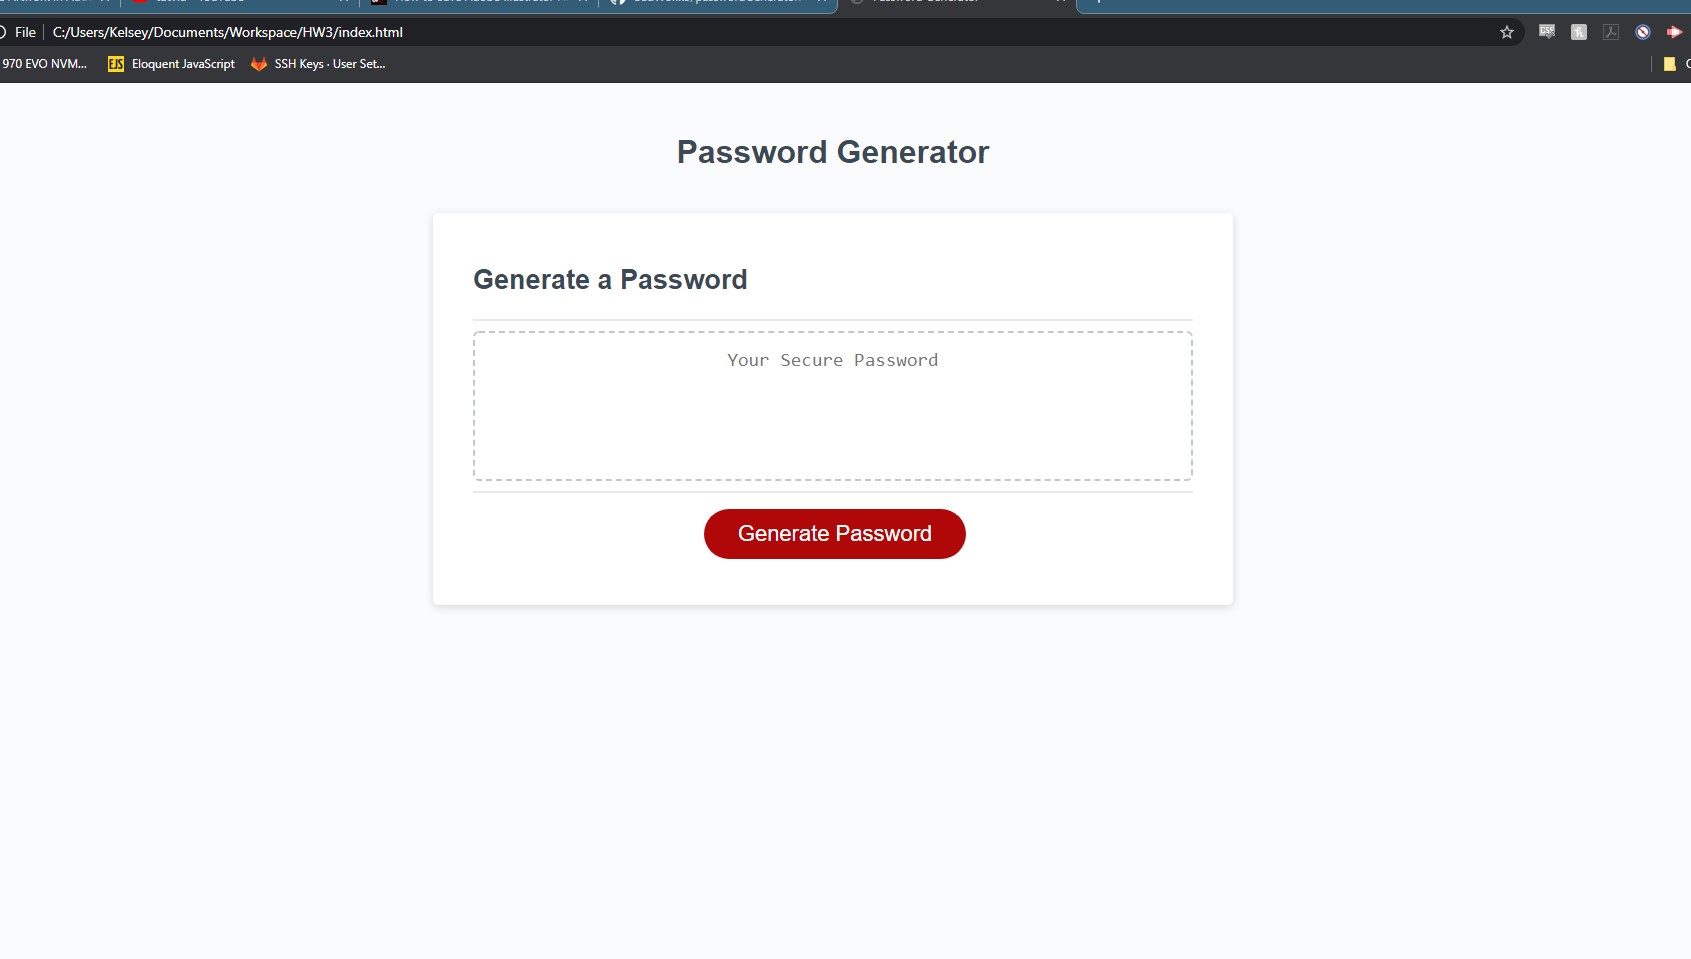 File C:/Users/Kelsey/Documents/Workspace/HW3/index.html
970 EVO NVM... EJS Eloquent JavaScript SSH Keys · User Set...
Password Generator
Generate a Password
Your Secure Password
Generate Password